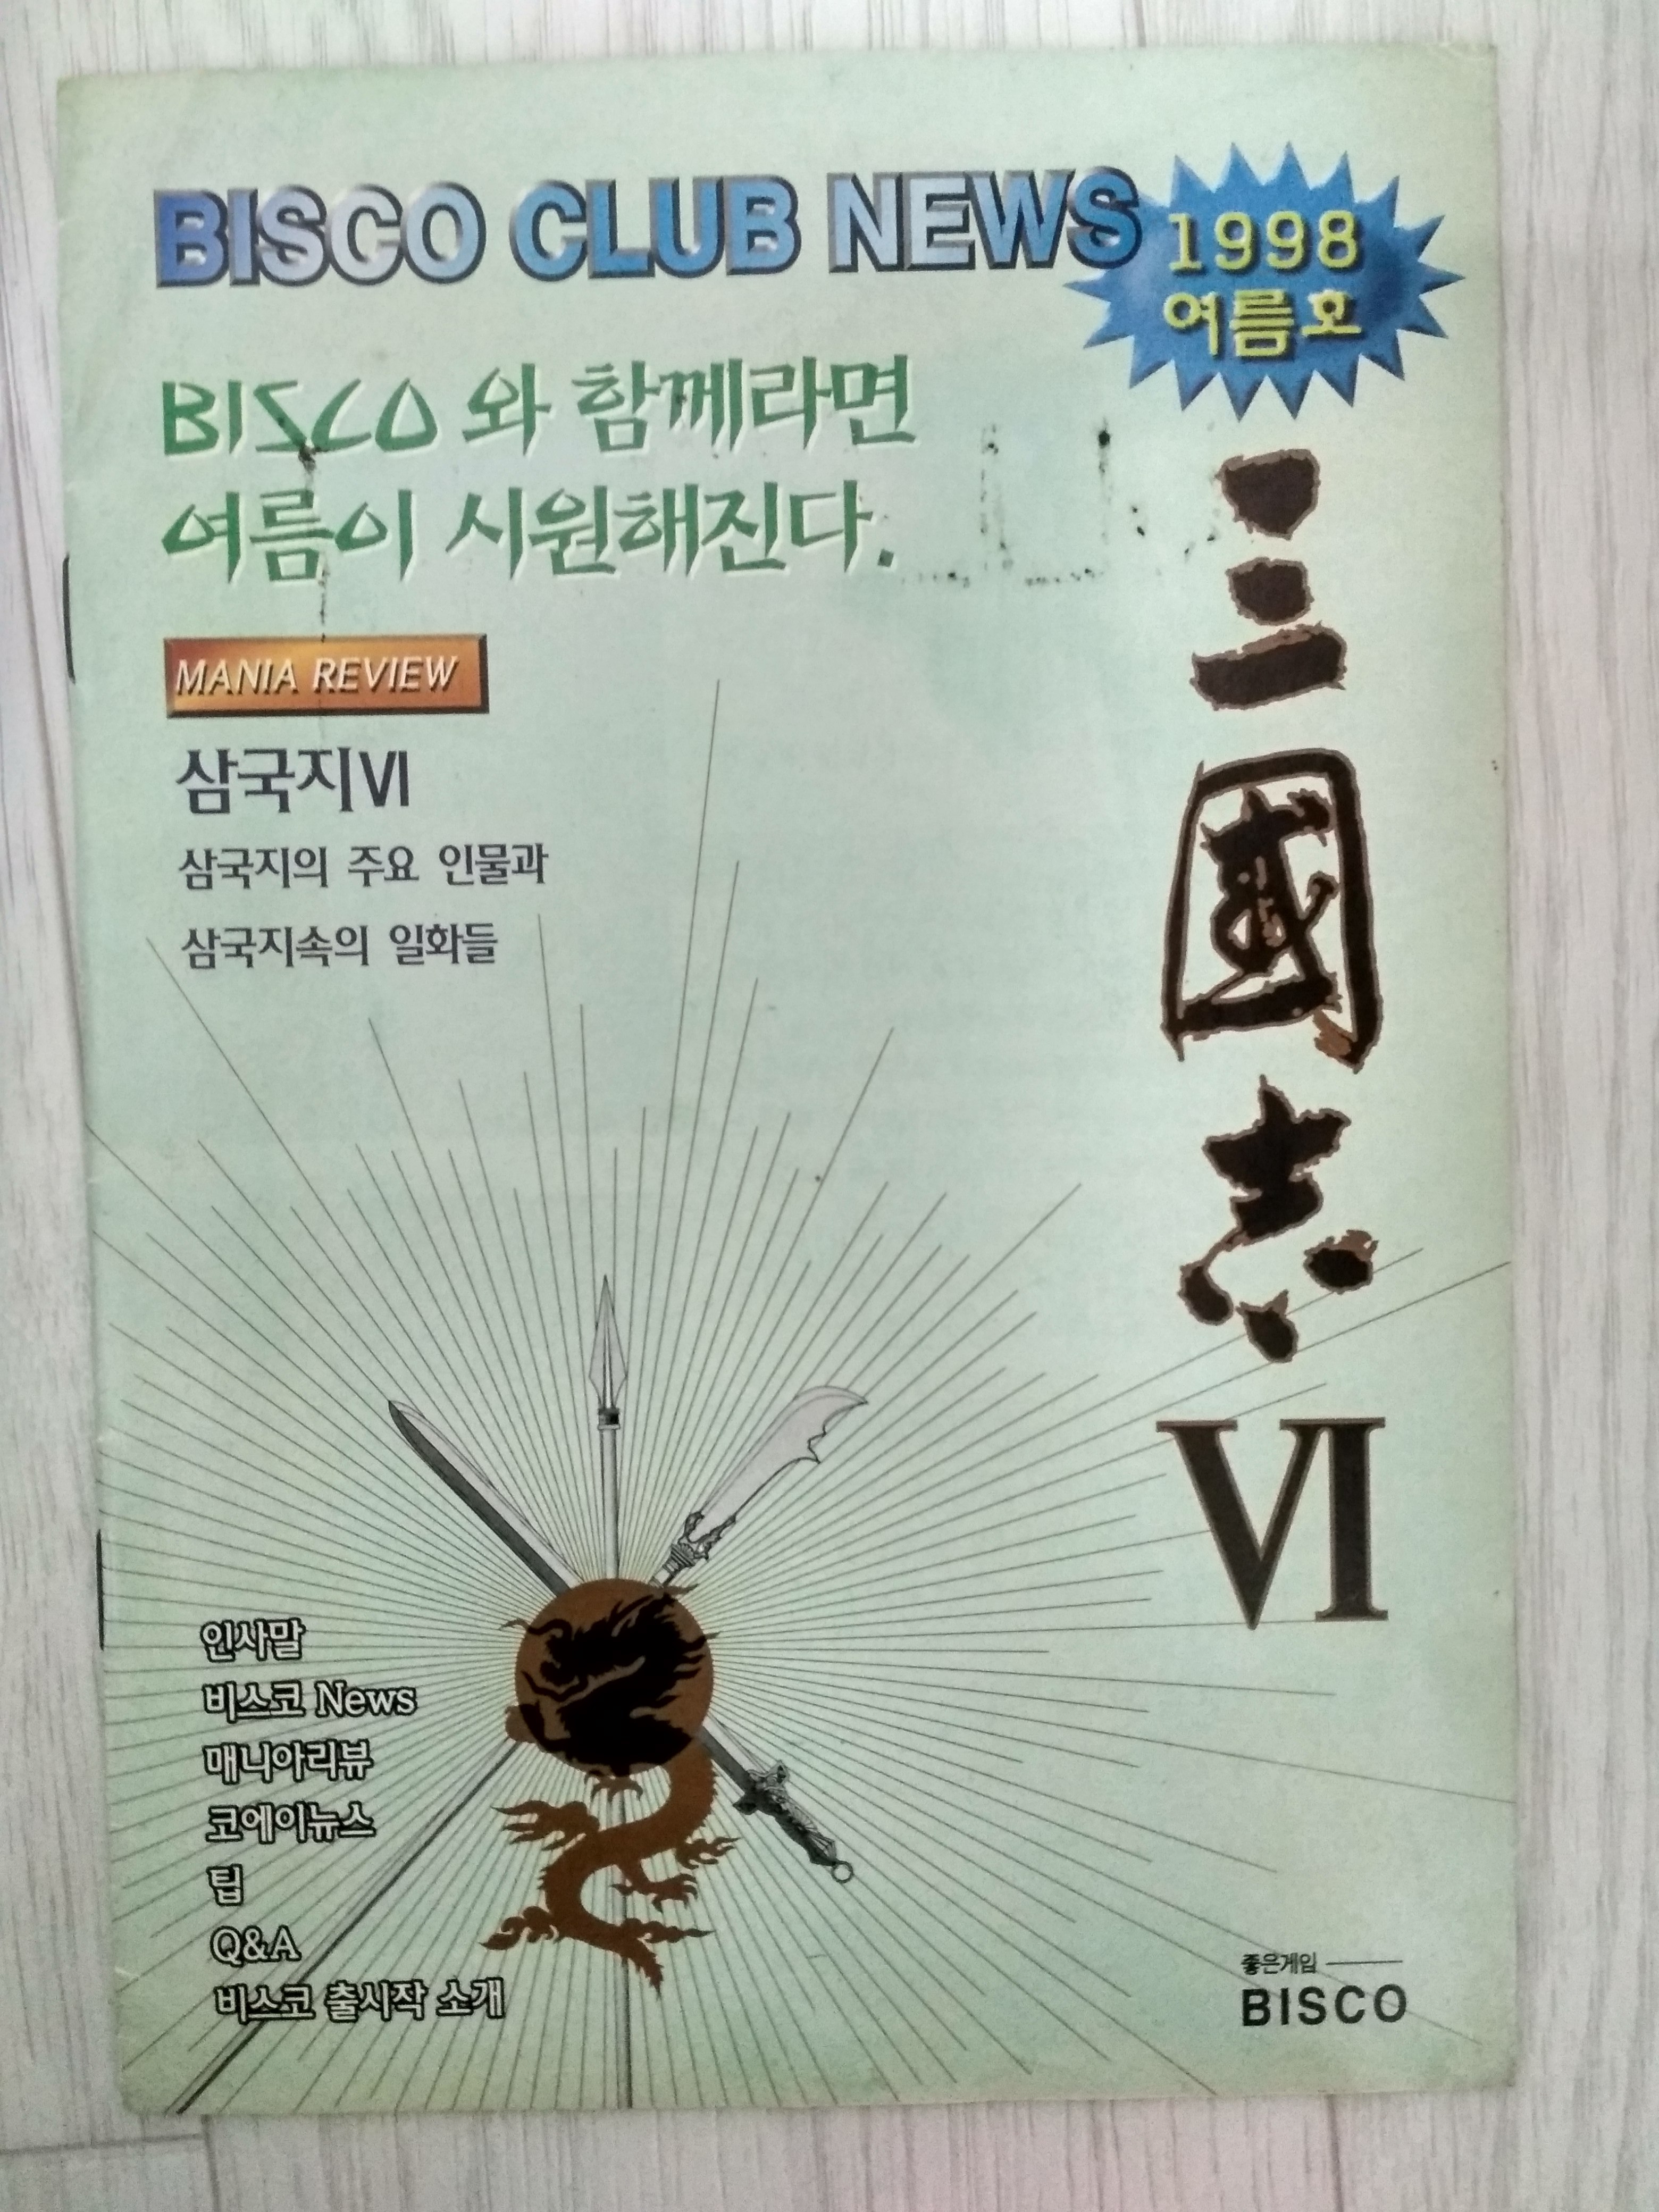 BISCO CLUB NEWS
1998
여름호
BISCO 와 함께라면
여름이 시원해진다.
MANIA REVIEW
삼국지Ⅵ
삼국지의 주요 인물과
삼국지속의 일화들
三國志 Ⅵ
인사말
비스코 News
매니아리뷰
코에이뉴스
팁
Q&A
비스코 출시작 소개
좋은게임
BISCO